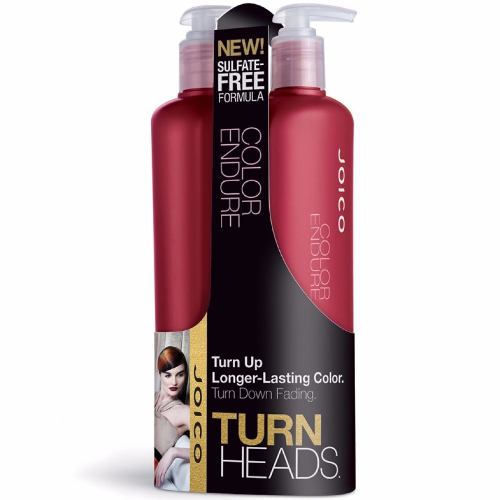 NEW!
SULFATE-
FREE
FORMULA
COLOR
ENDURE
JOICO
COLOR
ENDURE
Turn Up
Longer-Lasting Color.
Turn Down Fading.
TURN
HEADS.
JOICO